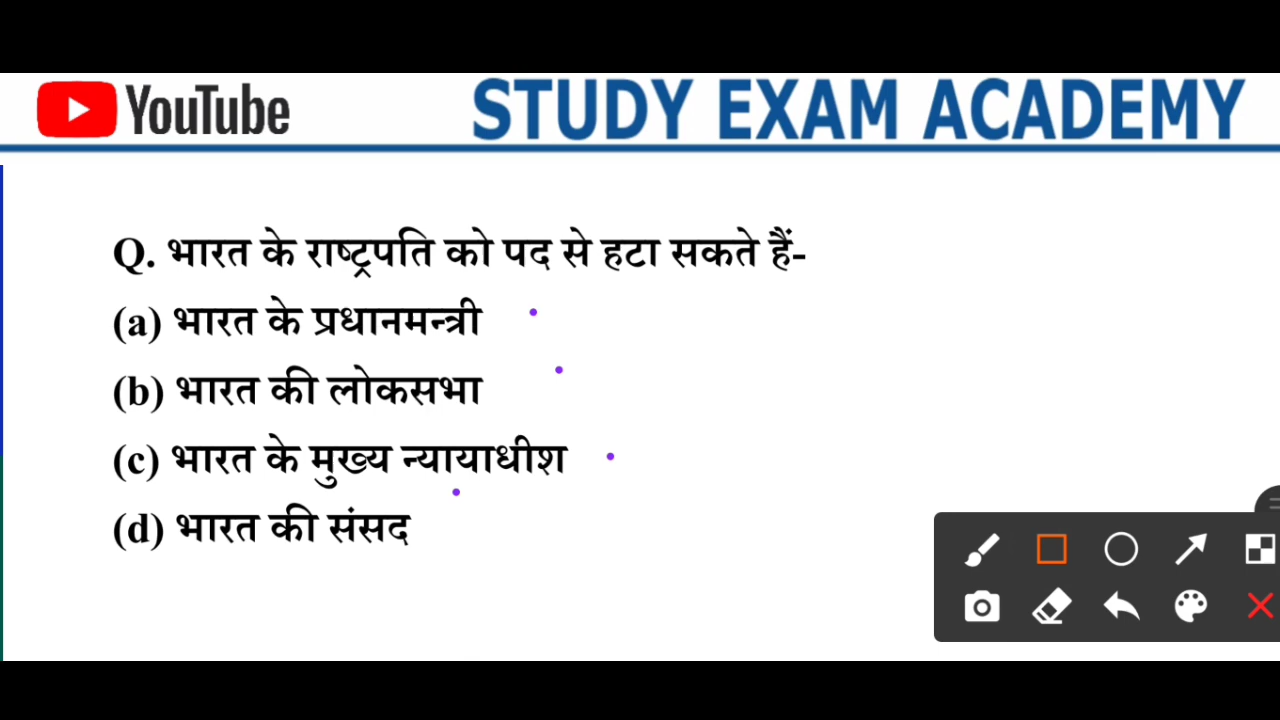 YouTube STUDY EXAM ACADEMY
Q. भारत के राष्ट्रपति को पद से हटा सकते हैं-
(a) भारत के प्रधानमन्त्री
(b) भारत की लोकसभा
(c) भारत के मुख्य न्यायाधीश
(d) भारत की संसद